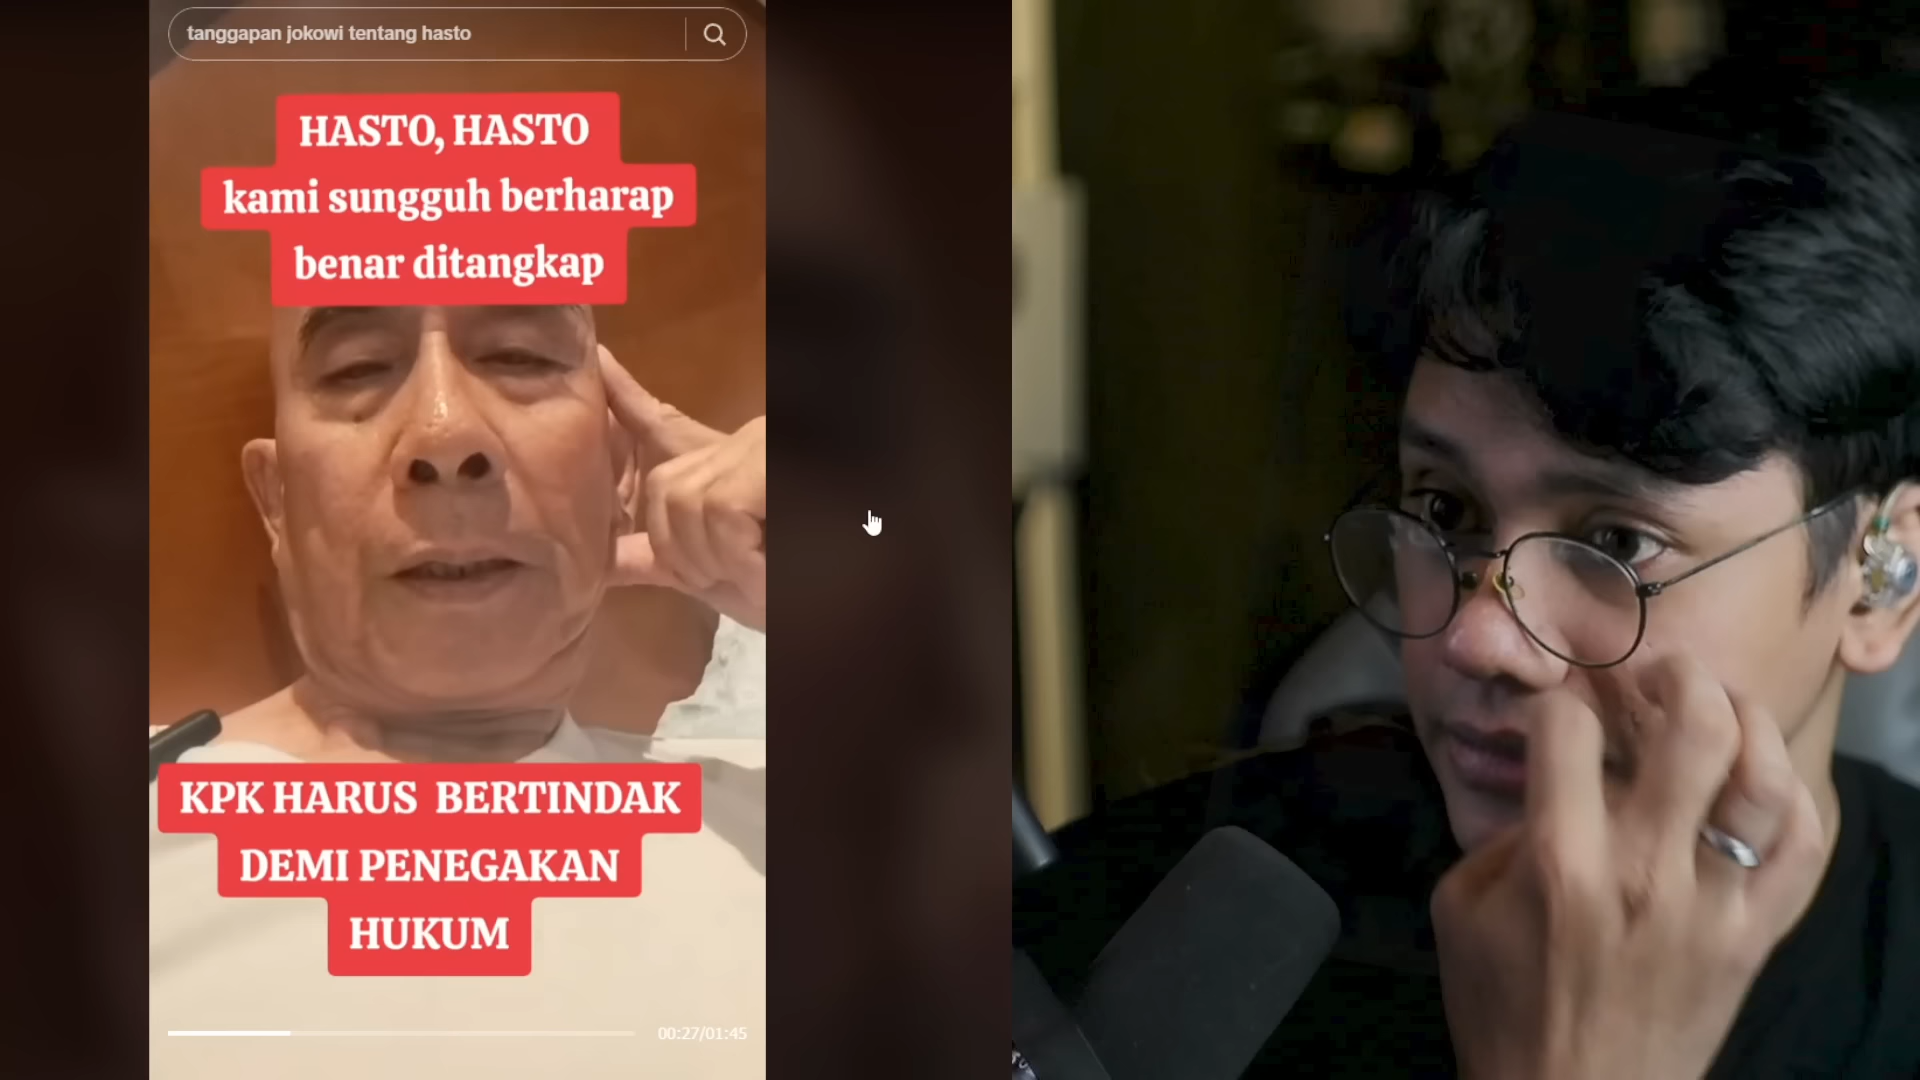 tanggapan jokowi tentang hasto
HASTO, HASTO
kami sungguh berharap
benar ditangkap
KPK HARUS BERTINDAK
DEMI PENEGAKAN
HUKUM
00:27/01:45